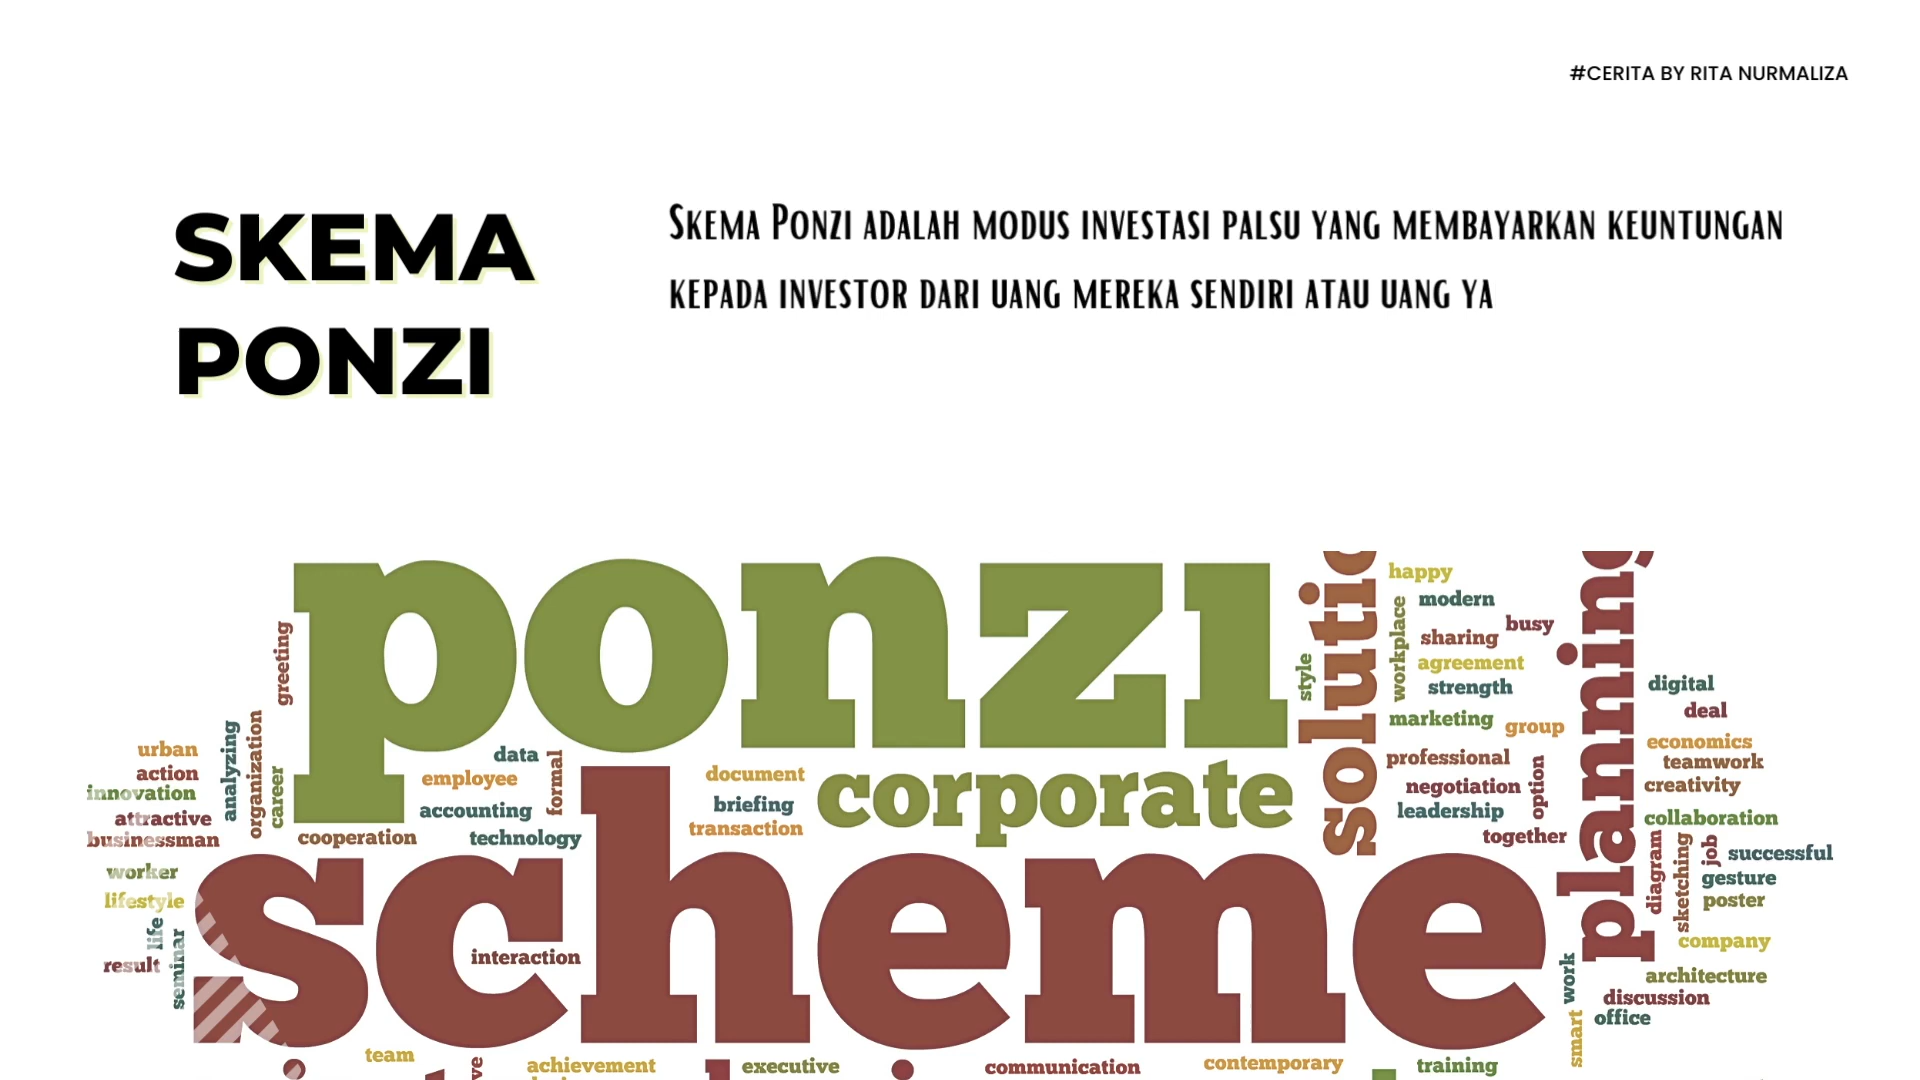 #CERITA BY RITA NURMALIZA
SKEMA
PONZI
Skema Ponzi adalah modus investasi palsu yang membayarkan keuntungan
kepada investor dari uang mereka sendiri atau uang ya
ponzi
corporate
scheme
planning
happy
modern
workplace
busy
sharing
style
agreement
strength
marketing
group
professional
negotiation
option
leadership
together
digital
deal
economics
teamwork
creativity
collaboration
diagram
sketching
job
successful
gesture
poster
company
architecture
work
discussion
office
smart
greeting
urban
analyzing
organization
action
innovation
career
attractive
businessman
cooperation
data
employee
formal
accounting
technology
document
briefing
transaction
worker
lifestyle
life
seminar
result
interaction
team
achievement
executive
communication
contemporary
training